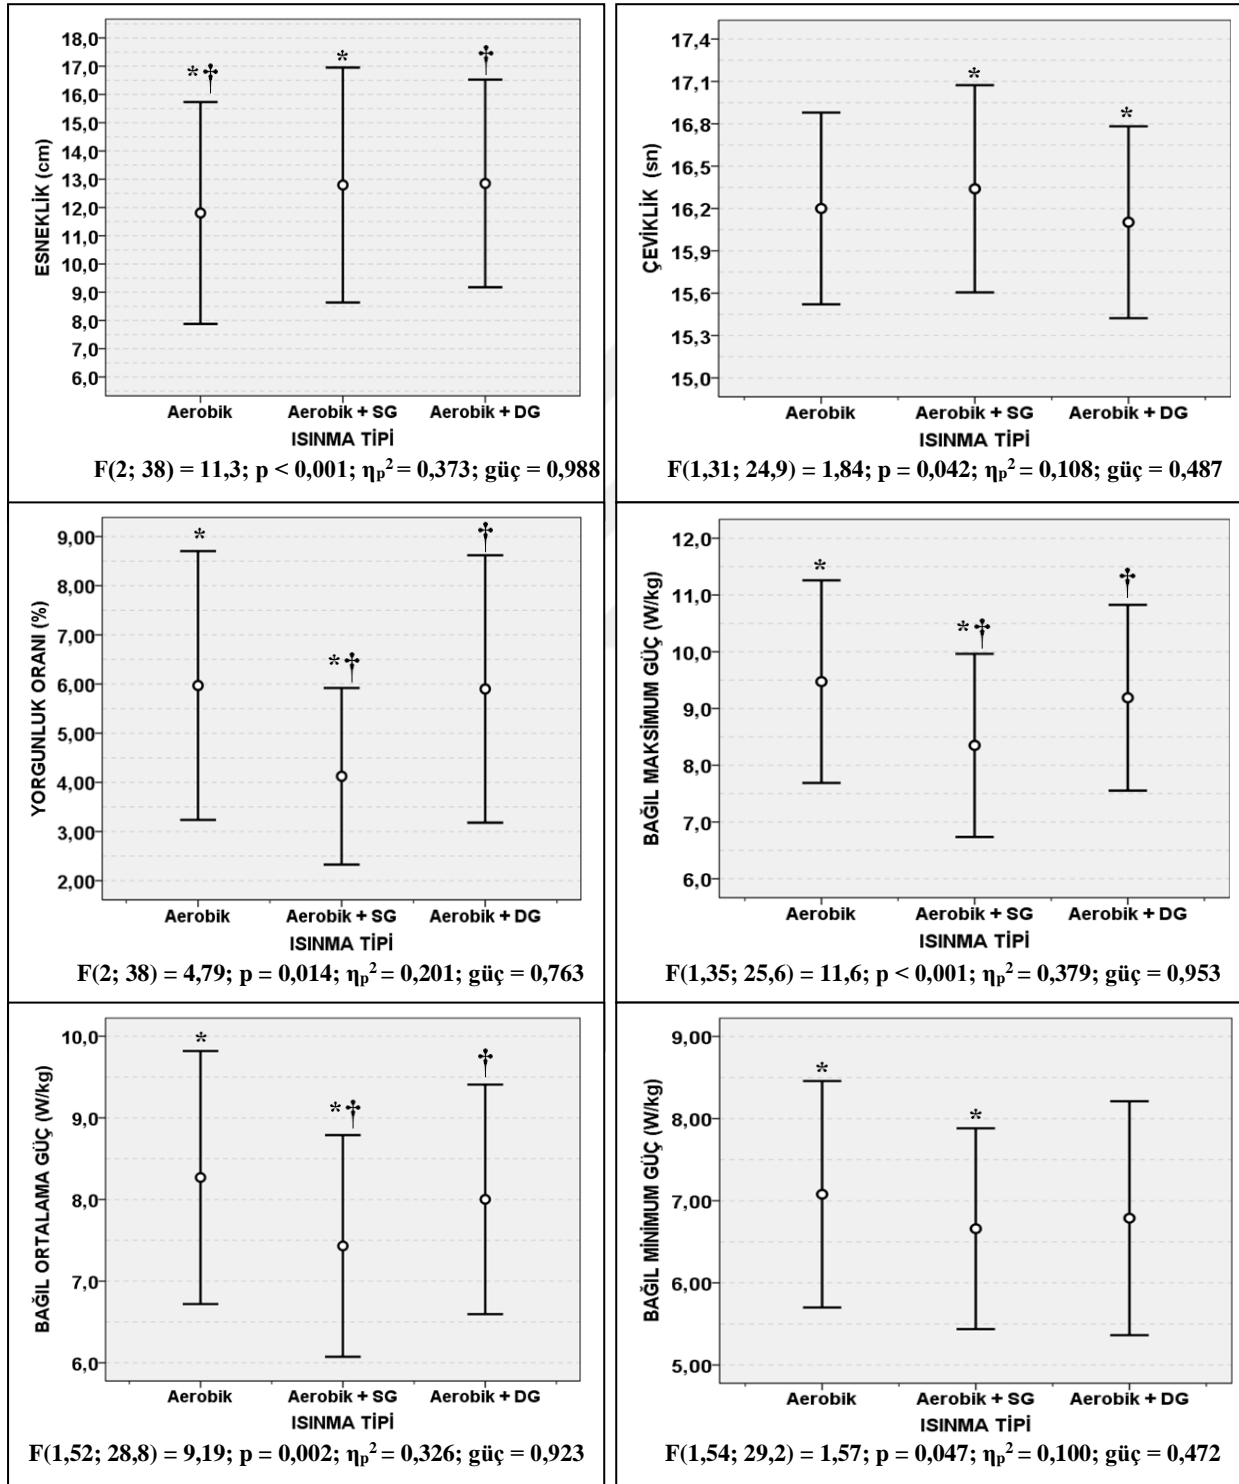 ESNEKLİK (cm)
18,0
17,0
16,0
15,0
14,0
13,0
12,0
11,0
10,0
9,0
8,0
7,0
6,0
*†
*
†
Aerobik
Aerobik + SG
Aerobik + DG
ISINMA TİPİ
F(2; 38) = 11,3; p < 0,001; ηp² = 0,373; güç = 0,988
ÇEVİKLİK (sn)
17,4
17,1
16,8
16,5
16,2
15,9
15,6
15,3
15,0
*
*
Aerobik
Aerobik + SG
Aerobik + DG
ISINMA TİPİ
F(1,31; 24,9) = 1,84; p = 0,042; ηp² = 0,108; güç = 0,487
YORGUNLUK ORANI (%)
9,00
8,00
7,00
6,00
5,00
4,00
3,00
2,00
*
*†
†
Aerobik
Aerobik + SG
Aerobik + DG
ISINMA TİPİ
F(2; 38) = 4,79; p = 0,014; ηp² = 0,201; güç = 0,763
BAĞIL MAKSİMUM GÜÇ (W/kg)
12,0
11,0
10,0
9,0
8,0
7,0
6,0
*
*†
†
Aerobik
Aerobik + SG
Aerobik + DG
ISINMA TİPİ
F(1,35; 25,6) = 11,6; p < 0,001; ηp² = 0,379; güç = 0,953
BAĞIL ORTALAMA GÜÇ (W/kg)
10,0
9,0
8,0
7,0
6,0
*
*†
†
Aerobik
Aerobik + SG
Aerobik + DG
ISINMA TİPİ
F(1,52; 28,8) = 9,19; p = 0,002; ηp² = 0,326; güç = 0,923
BAĞIL MİNİMUM GÜÇ (W/kg)
9,00
8,00
7,00
6,00
5,00
*
*
Aerobik
Aerobik + SG
Aerobik + DG
ISINMA TİPİ
F(1,54; 29,2) = 1,57; p = 0,047; ηp² = 0,100; güç = 0,472